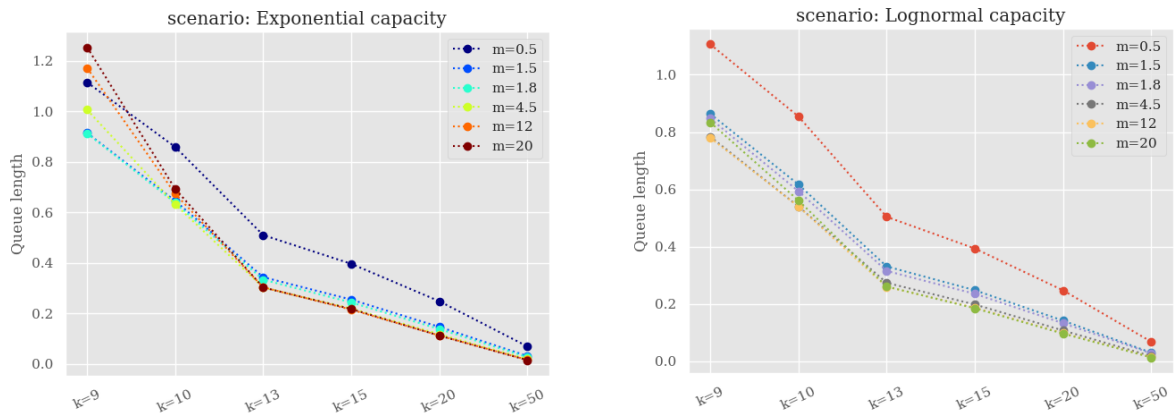 scenario: Exponential capacity
Queue length
1.2
1.0
0.8
0.6
0.4
0.2
0.0
k=9
k=10
k=13
k=15
k=20
k=50
m=0.5
m=1.5
m=1.8
m=4.5
m=12
m=20
scenario: Lognormal capacity
Queue length
1.0
0.8
0.6
0.4
0.2
0.0
k=9
k=10
k=13
k=15
k=20
k=50
m=0.5
m=1.5
m=1.8
m=4.5
m=12
m=20